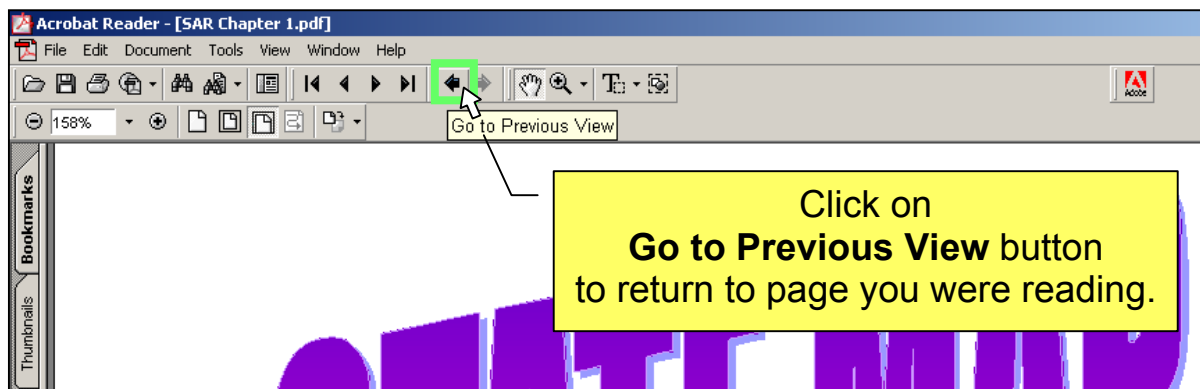 Acrobat Reader - [SAR Chapter 1.pdf]
File Edit Document Tools View Window Help
Adobe
158%
Go to Previous View
Bookmarks
Thumbnails
Click on
Go to Previous View button
to return to page you were reading.